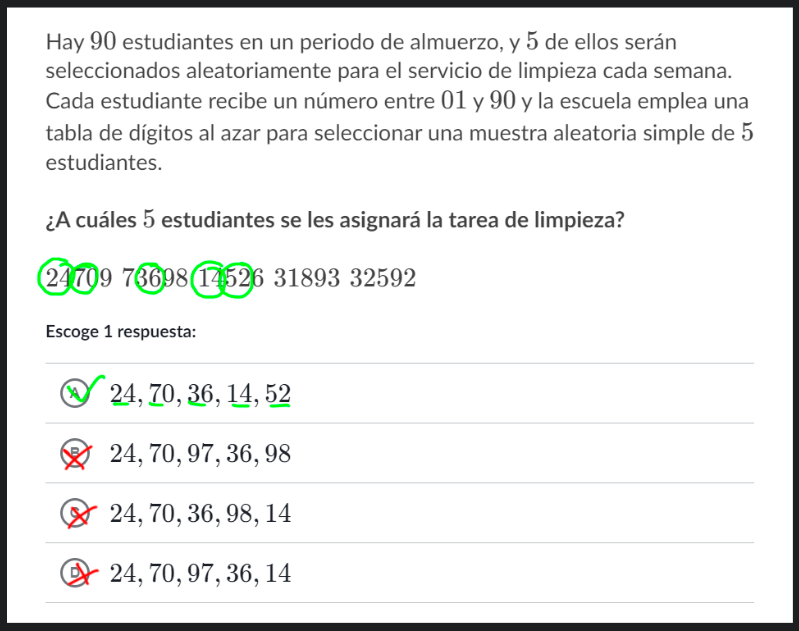 Hay 90 estudiantes en un periodo de almuerzo, y 5 de ellos serán
seleccionados aleatoriamente para el servicio de limpieza cada semana.
Cada estudiante recibe un número entre 01 y 90 y la escuela emplea una
tabla de dígitos al azar para seleccionar una muestra aleatoria simple de 5
estudiantes.
¿A cuáles 5 estudiantes se les asignará la tarea de limpieza?
24709 73698 14526 31893 32592
Escoge 1 respuesta:
A 24, 70, 36, 14, 52
B 24, 70, 97, 36, 98
C 24, 70, 36, 98, 14
D 24, 70, 97, 36, 14